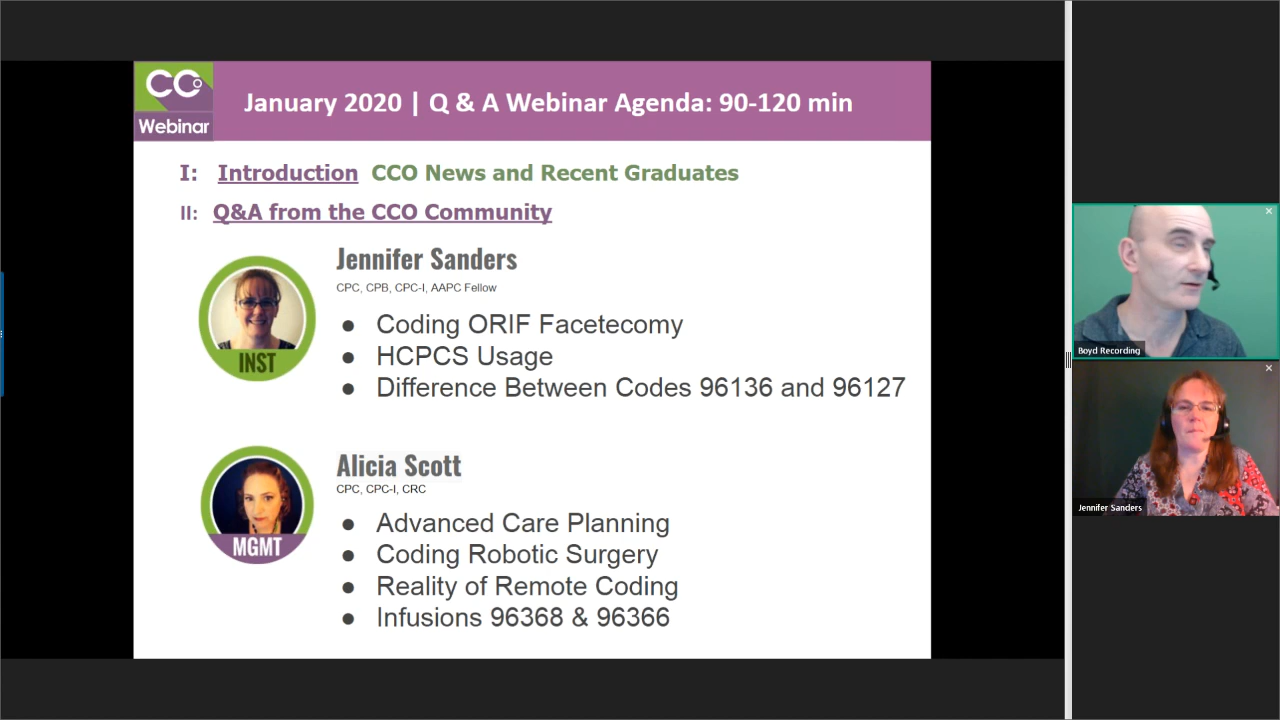 CCO
Webinar
January 2020 | Q & A Webinar Agenda: 90-120 min
I: Introduction CCO News and Recent Graduates
II: Q&A from the CCO Community
Jennifer Sanders
CPC, CPB, CPC-I, AAPC Fellow
INST
● Coding ORIF Facetecomy
● HCPCS Usage
● Difference Between Codes 96136 and 96127
Alicia Scott
CPC, CPC-I, CRC
MGMT
● Advanced Care Planning
● Coding Robotic Surgery
● Reality of Remote Coding
● Infusions 96368 & 96366
Boyd Recording
Jennifer Sanders